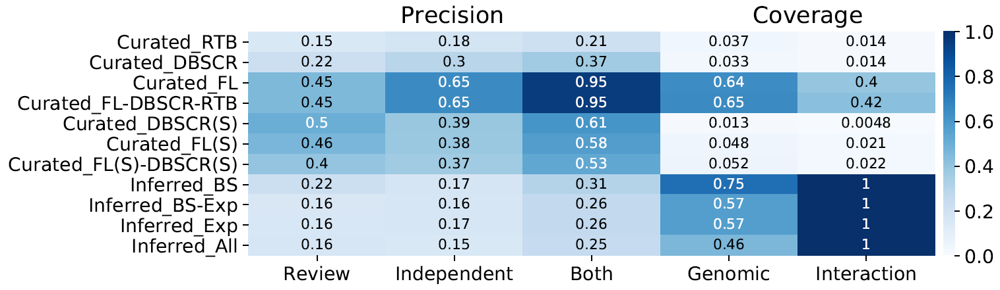 Precision Coverage
Curated_RTB 0.15 0.18 0.21 0.037 0.014
Curated_DBSCR 0.22 0.3 0.37 0.033 0.014
Curated_FL 0.45 0.65 0.95 0.64 0.4
Curated_FL-DBSCR-RTB 0.45 0.65 0.95 0.65 0.42
Curated_DBSCR(S) 0.5 0.39 0.61 0.013 0.0048
Curated_FL(S) 0.46 0.38 0.58 0.048 0.021
Curated_FL(S)-DBSCR(S) 0.4 0.37 0.53 0.052 0.022
Inferred_BS 0.22 0.17 0.31 0.75 1
Inferred_BS-Exp 0.16 0.16 0.26 0.57 1
Inferred_Exp 0.16 0.17 0.26 0.57 1
Inferred_All 0.16 0.15 0.25 0.46 1
Review Independent Both Genomic Interaction
1.0
0.8
0.6
0.4
0.2
0.0